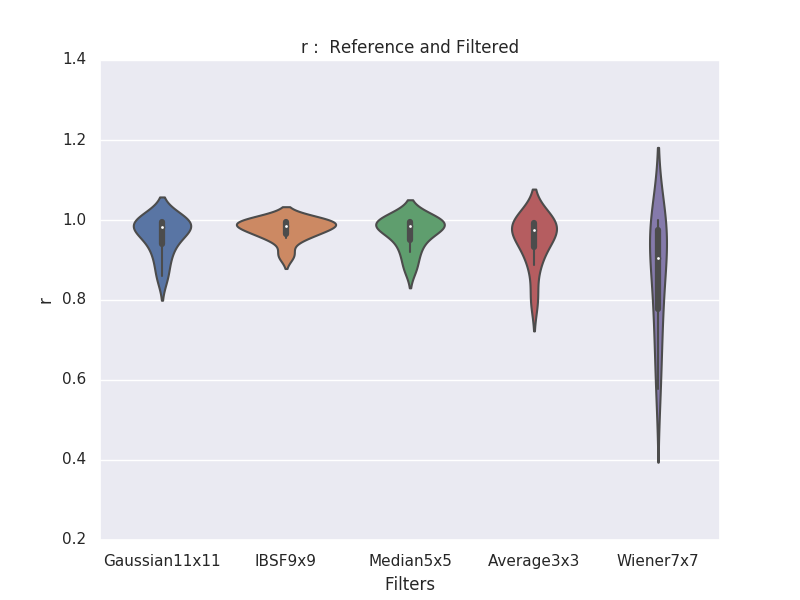 r :  Reference and Filtered
1.4
1.2
1.0
0.8
0.6
0.4
0.2
r
Gaussian11x11 IBSF9x9 Median5x5 Average3x3 Wiener7x7
Filters